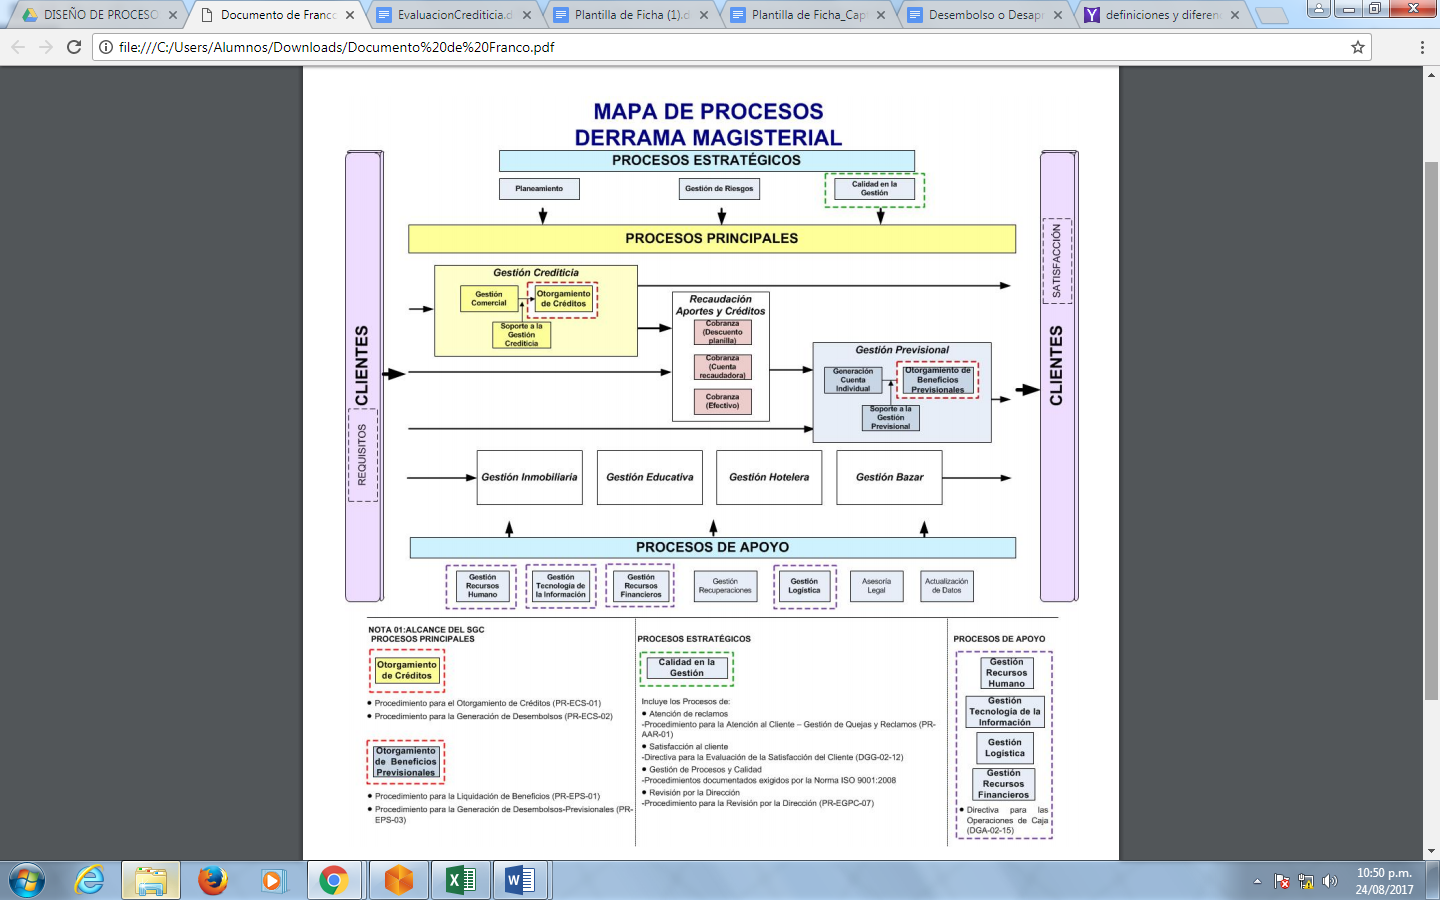 DISEÑO DE PROCESO
Documento de Franco
EvaluacionCrediticia.d
Plantilla de Ficha (1).d
Plantilla de Ficha_Cap
Desembolso o Desap
definiciones y diferen
file:///C:/Users/Alumnos/Downloads/Documento%20de%20Franco.pdf
MAPA DE PROCESOS
DERRAMA MAGISTERIAL
PROCESOS ESTRATÉGICOS
Planeamiento
Gestión de Riesgos
Calidad en la
Gestión
PROCESOS PRINCIPALES
CLIENTES
REQUISITOS
Gestión Crediticia
Gestión
Comercial
Otorgamiento
de Créditos
Soporte a la
Gestión
Crediticia
Recaudación
Aportes y Créditos
Cobranza
(Descuento
planilla)
Cobranza
(Cuenta
recaudadora)
Cobranza
(Efectivo)
Gestión Previsional
Generación
Cuenta
Individual
Otorgamiento de
Beneficios
Previsionales
Soporte a la
Gestión
Previsional
SATISFACCIÓN
CLIENTES
Gestión Inmobiliaria
Gestión Educativa
Gestión Hotelera
Gestión Bazar
PROCESOS DE APOYO
Gestión
Recursos
Humano
Gestión
Tecnología de
la Información
Gestión
Recursos
Financieros
Gestión
Recuperaciones
Gestión
Logística
Asesoría
Legal
Actualización
de Datos
NOTA 01:ALCANCE DEL SGC
PROCESOS PRINCIPALES
Otorgamiento
de Créditos
● Procedimiento para el Otorgamiento de Créditos (PR-ECS-01)
● Procedimiento para la Generación de Desembolsos (PR-ECS-02)
Otorgamiento
de Beneficios
Previsionales
● Procedimiento para la Liquidación de Beneficios (PR-EPS-01)
● Procedimiento para la Generación de Desembolsos-Previsionales (PR-
EPS-03)
PROCESOS ESTRATÉGICOS
Calidad en la
Gestión
Incluye los Procesos de:
● Atención de reclamos
-Procedimiento para la Atención al Cliente – Gestión de Quejas y Reclamos (PR-
AAR-01)
● Satisfacción al cliente
-Directiva para la Evaluación de la Satisfacción del Cliente (DGG-02-12)
● Gestión de Procesos y Calidad
-Procedimientos documentados exigidos por la Norma ISO 9001:2008
● Revisión por la Dirección
-Procedimiento para la Revisión por la Dirección (PR-EGPC-07)
PROCESOS DE APOYO
Gestión
Recursos
Humano
Gestión
Tecnología de la
Información
Gestión
Logistica
Gestión
Recursos
Financieros
● Directiva para las
Operaciones de Caja
(DGA-02-15)
10:50 p.m.
24/08/2017